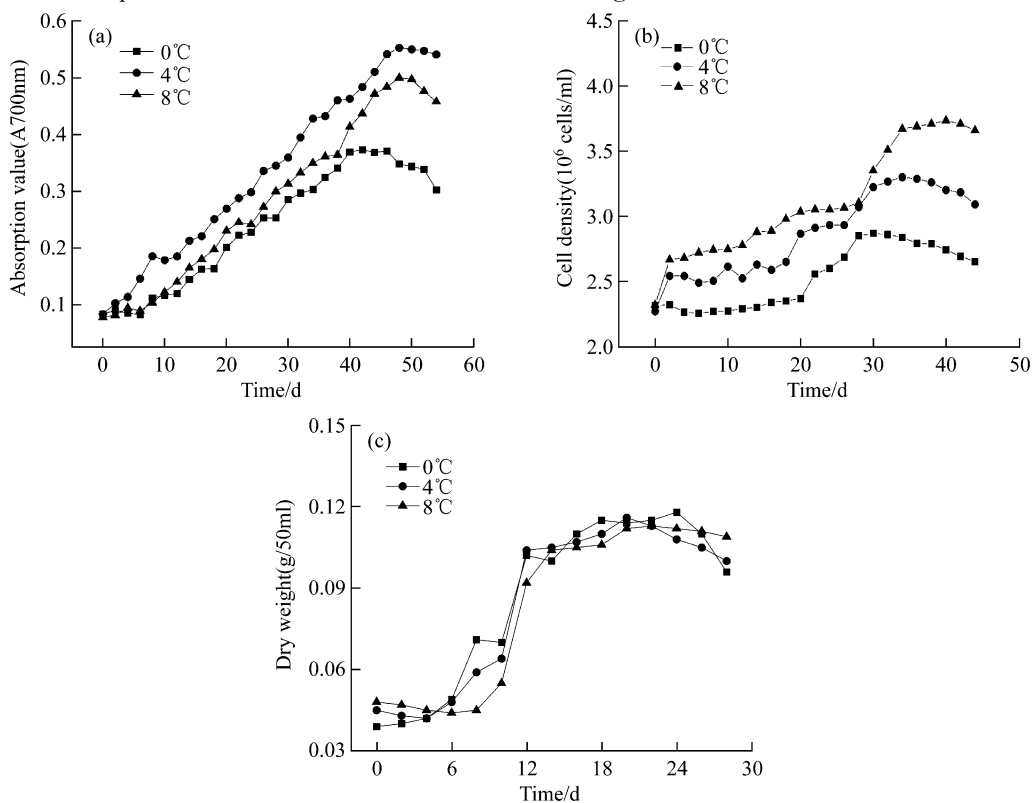 (a)
0℃
4℃
8℃
0.6
0.5
0.4
0.3
0.2
0.1
Absorption value(A700nm)
0 10 20 30 40 50 60
Time/d
(b)
0℃
4℃
8℃
4.5
4.0
3.5
3.0
2.5
2.0
Cell density(10⁶ cells/ml)
0 10 20 30 40 50
Time/d
(c)
0℃
4℃
8℃
0.15
0.12
0.09
0.06
0.03
Dry weight(g/50ml)
0 6 12 18 24 30
Time/d